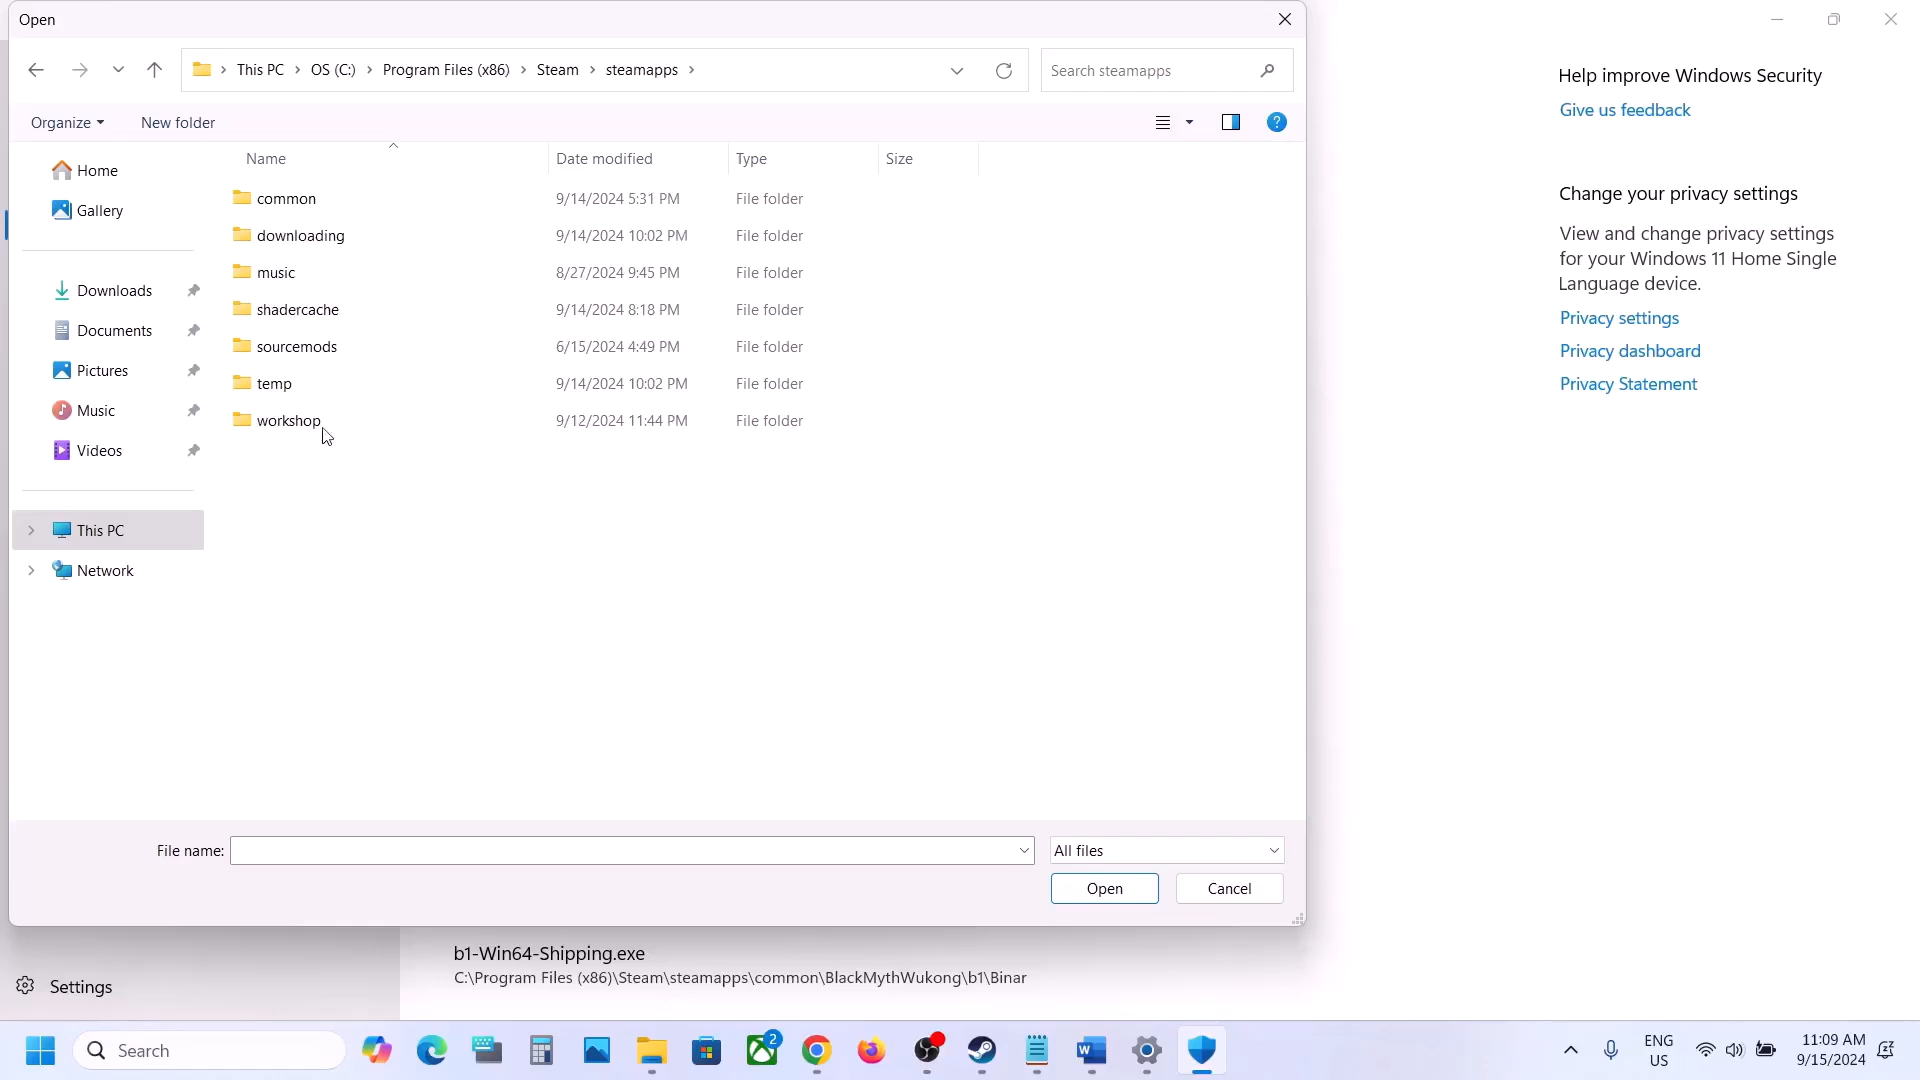 Open
This PC > OS (C:) > Program Files (x86) > Steam > steamapps >
Search steamapps
Organize
New folder
?
Home
Gallery
Downloads
Documents
Pictures
Music
Videos
This PC
Network
Name Date modified Type Size
common 9/14/2024 5:31 PM File folder
downloading 9/14/2024 10:02 PM File folder
music 8/27/2024 9:45 PM File folder
shadercache 9/14/2024 8:18 PM File folder
sourcemods 6/15/2024 4:49 PM File folder
temp 9/14/2024 10:02 PM File folder
workshop 9/12/2024 11:44 PM File folder
File name:
All files
Open
Cancel
Help improve Windows Security
Give us feedback
Change your privacy settings
View and change privacy settings
for your Windows 11 Home Single
Language device.
Privacy settings
Privacy dashboard
Privacy Statement
b1-Win64-Shipping.exe
C:\Program Files (x86)\Steam\steamapps\common\BlackMythWukong\b1\Binar
Settings
Search
2
W
ENG
US
11:09 AM
9/15/2024